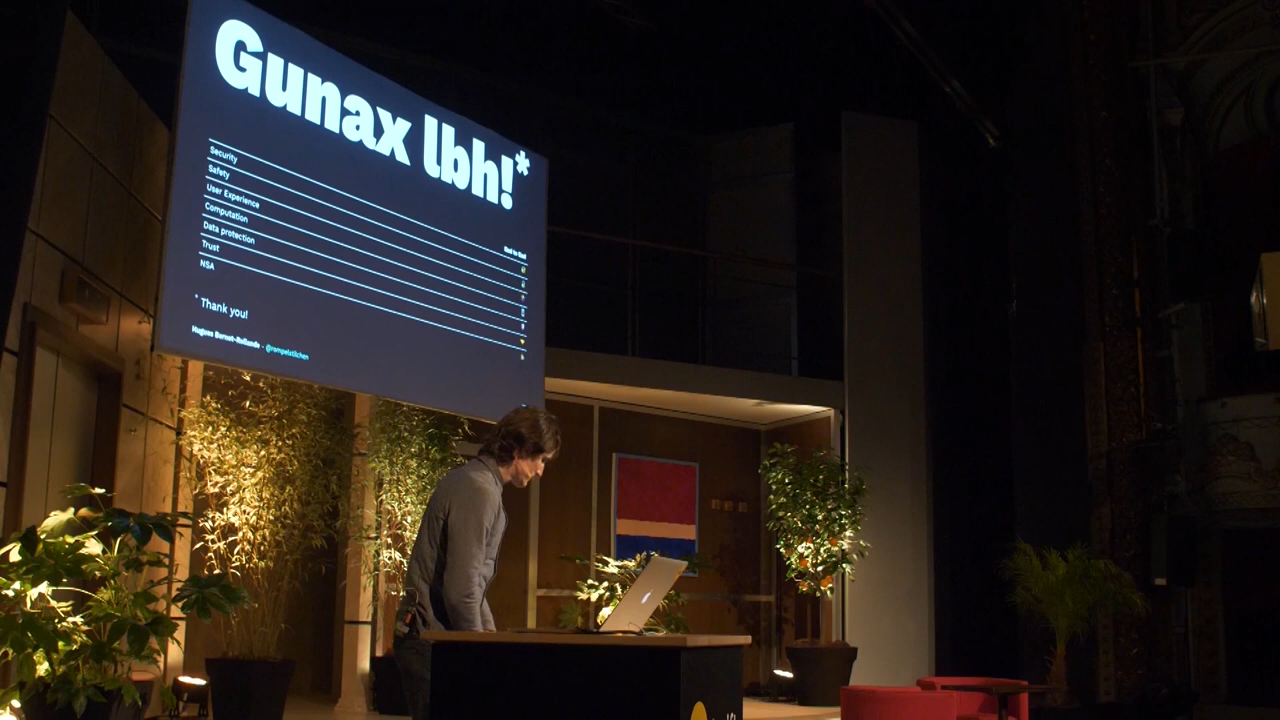 Gunax lbh!*
End to End
Security
Safety
User Experience
Computation
Data protection
Trust
NSA
* Thank you!
Hugues Bernet-Rollande - @rompelstilchen